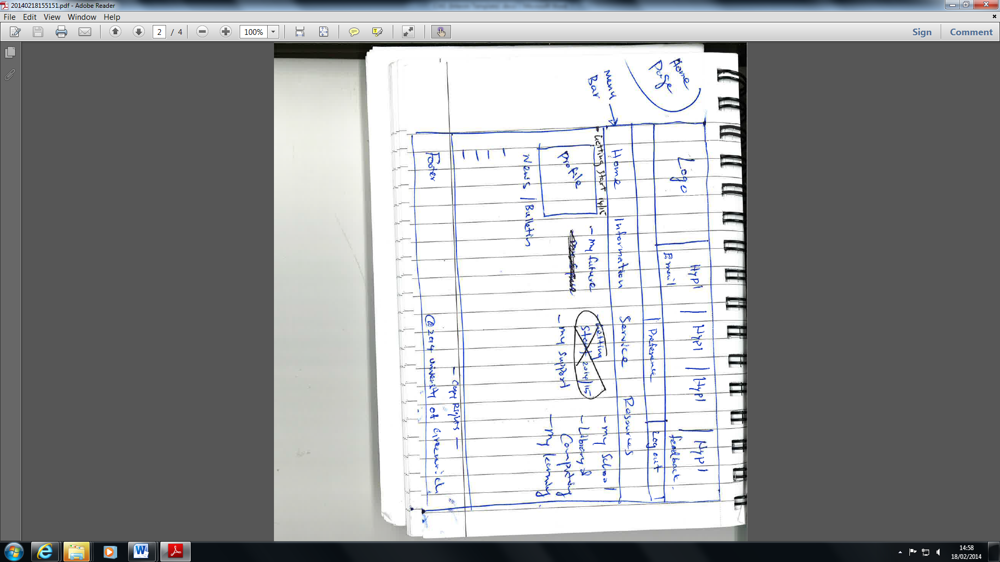 20140218155151.pdf - Adobe Reader
File Edit View Window Help
2 / 4 100% Sign Comment
Home
Page
Menu
Bar
Logo
Hypl | Hypl | Hypl | Hypl
Email
feedback.
| Preference | Logout |
Home Information Service Resources
- Getting Start 14/15
Profile
- my future
- Getting
Start 2014/15
- my support
- my School
- Library &
Computing
- my learning
News / Bulletin
- Copy Rights -
Footer
@2014 university of Greenwich
14:58
18/02/2014